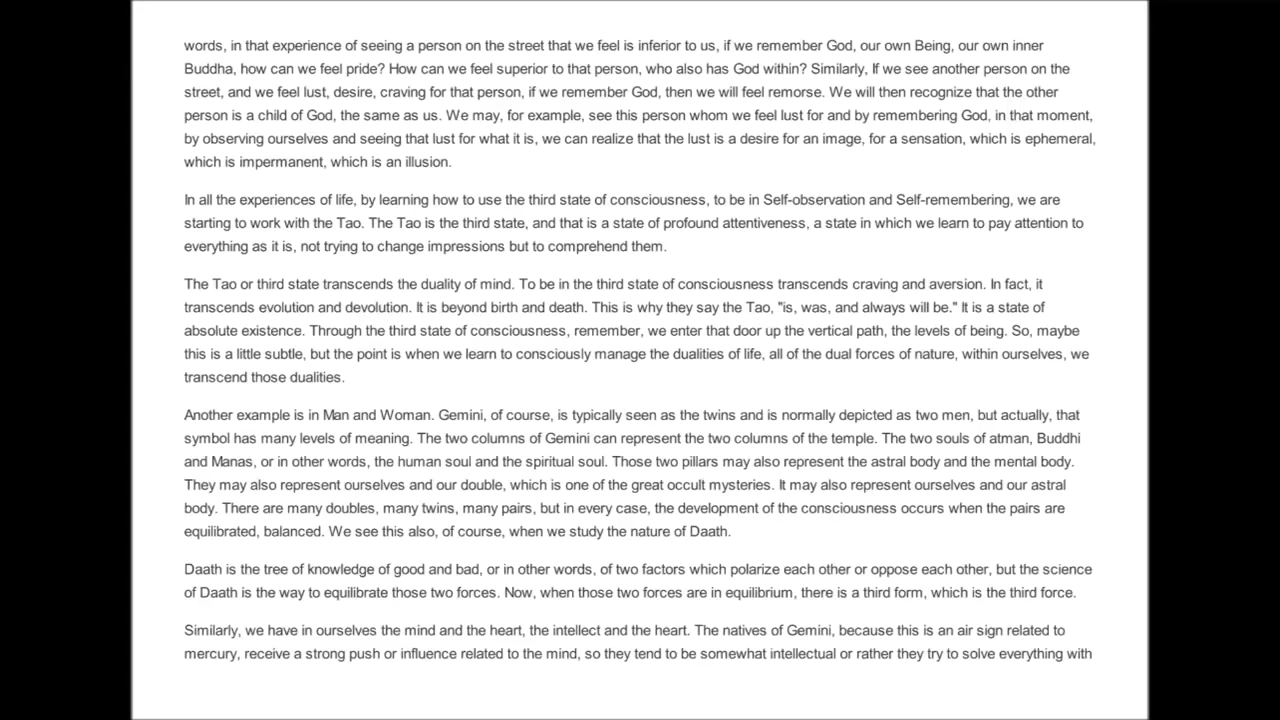 words, in that experience of seeing a person on the street that we feel is inferior to us, if we remember God, our own Being, our own inner
Buddha, how can we feel pride? How can we feel superior to that person, who also has God within? Similarly, If we see another person on the
street, and we feel lust, desire, craving for that person, if we remember God, then we will feel remorse. We will then recognize that the other
person is a child of God, the same as us. We may, for example, see this person whom we feel lust for and by remembering God, in that moment,
by observing ourselves and seeing that lust for what it is, we can realize that the lust is a desire for an image, for a sensation, which is ephemeral,
which is impermanent, which is an illusion.
In all the experiences of life, by learning how to use the third state of consciousness, to be in Self-observation and Self-remembering, we are
starting to work with the Tao. The Tao is the third state, and that is a state of profound attentiveness, a state in which we learn to pay attention to
everything as it is, not trying to change impressions but to comprehend them.
The Tao or third state transcends the duality of mind. To be in the third state of consciousness transcends craving and aversion. In fact, it
transcends evolution and devolution. It is beyond birth and death. This is why they say the Tao, "is, was, and always will be." It is a state of
absolute existence. Through the third state of consciousness, remember, we enter that door up the vertical path, the levels of being. So, maybe
this is a little subtle, but the point is when we learn to consciously manage the dualities of life, all of the dual forces of nature, within ourselves, we
transcend those dualities.
Another example is in Man and Woman. Gemini, of course, is typically seen as the twins and is normally depicted as two men, but actually, that
symbol has many levels of meaning. The two columns of Gemini can represent the two columns of the temple. The two souls of atman, Buddhi
and Manas, or in other words, the human soul and the spiritual soul. Those two pillars may also represent the astral body and the mental body.
They may also represent ourselves and our double, which is one of the great occult mysteries. It may also represent ourselves and our astral
body. There are many doubles, many twins, many pairs, but in every case, the development of the consciousness occurs when the pairs are
equilibrated, balanced. We see this also, of course, when we study the nature of Daath.
Daath is the tree of knowledge of good and bad, or in other words, of two factors which polarize each other or oppose each other, but the science
of Daath is the way to equilibrate those two forces. Now, when those two forces are in equilibrium, there is a third form, which is the third force.
Similarly, we have in ourselves the mind and the heart, the intellect and the heart. The natives of Gemini, because this is an air sign related to
mercury, receive a strong push or influence related to the mind, so they tend to be somewhat intellectual or rather they try to solve everything with